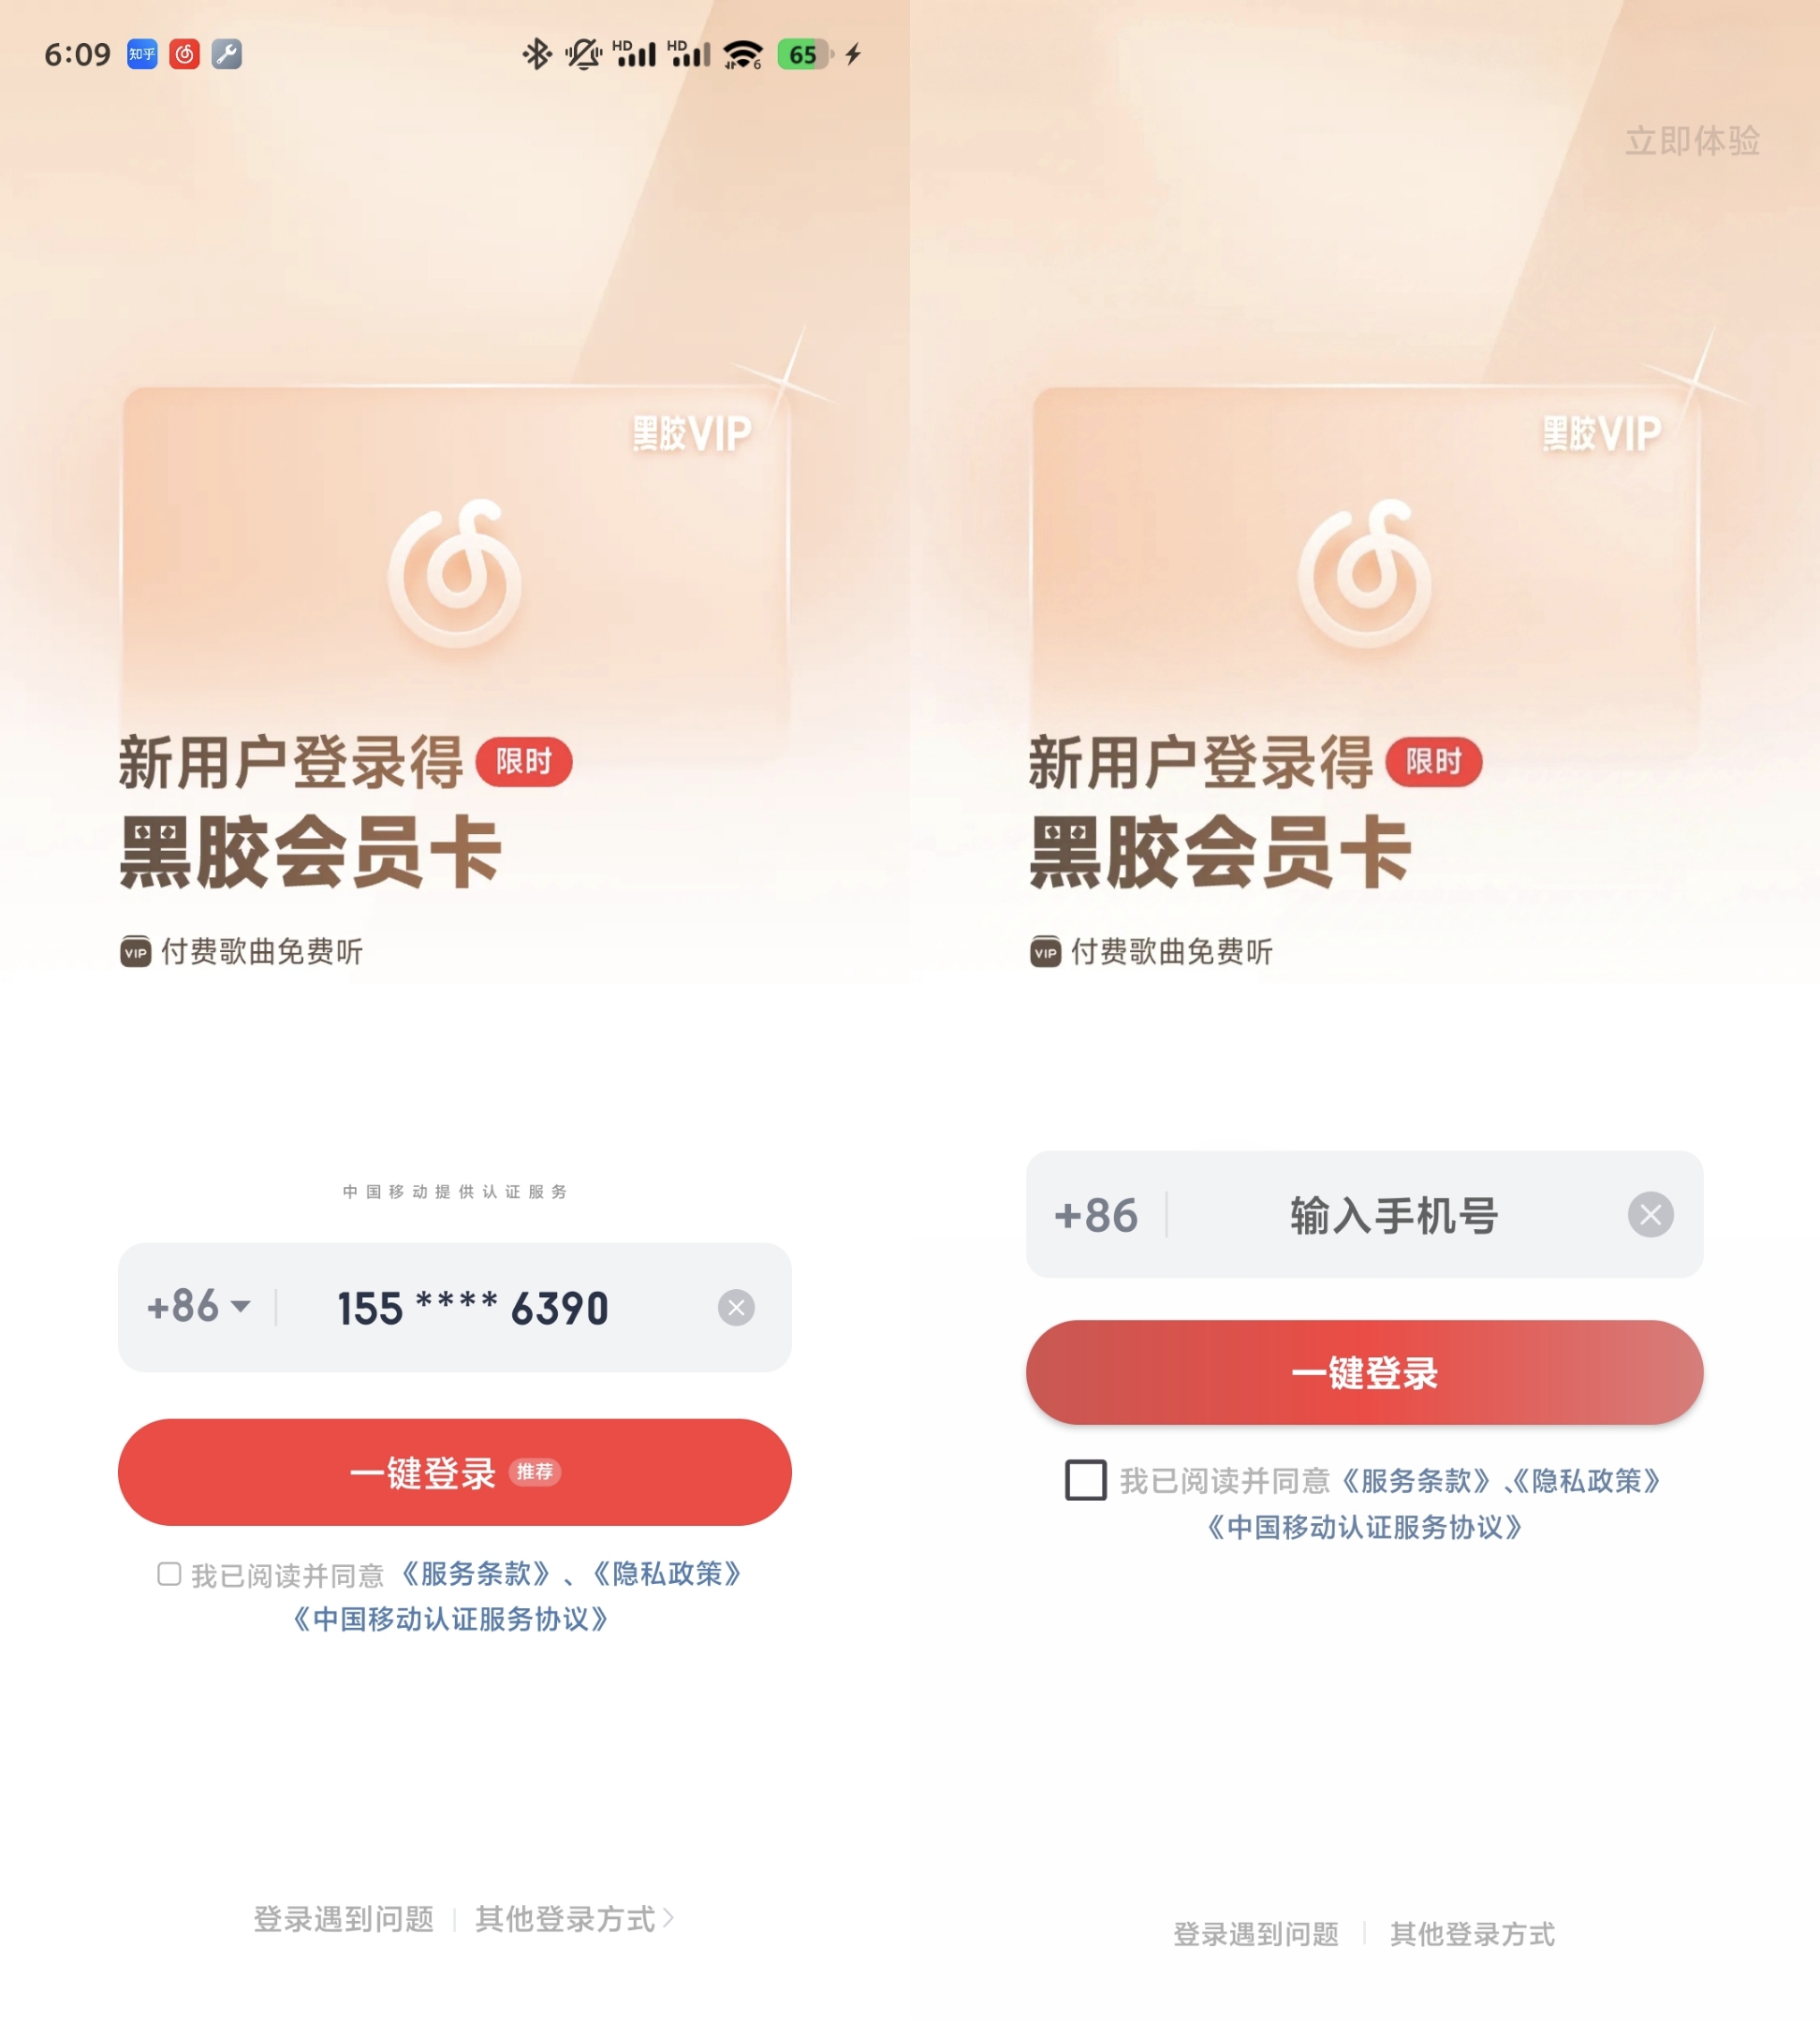 6:09 知乎 HD HD 6 65
黑胶VIP
新用户登录得 限时
黑胶会员卡
VIP 付费歌曲免费听
中国移动提供认证服务
+86 155 **** 6390
一键登录 推荐
我已阅读并同意 《服务条款》、《隐私政策》
《中国移动认证服务协议》
登录遇到问题 其他登录方式
立即体验
黑胶VIP
新用户登录得 限时
黑胶会员卡
VIP 付费歌曲免费听
+86 输入手机号
一键登录
我已阅读并同意《服务条款》、《隐私政策》
《中国移动认证服务协议》
登录遇到问题 其他登录方式